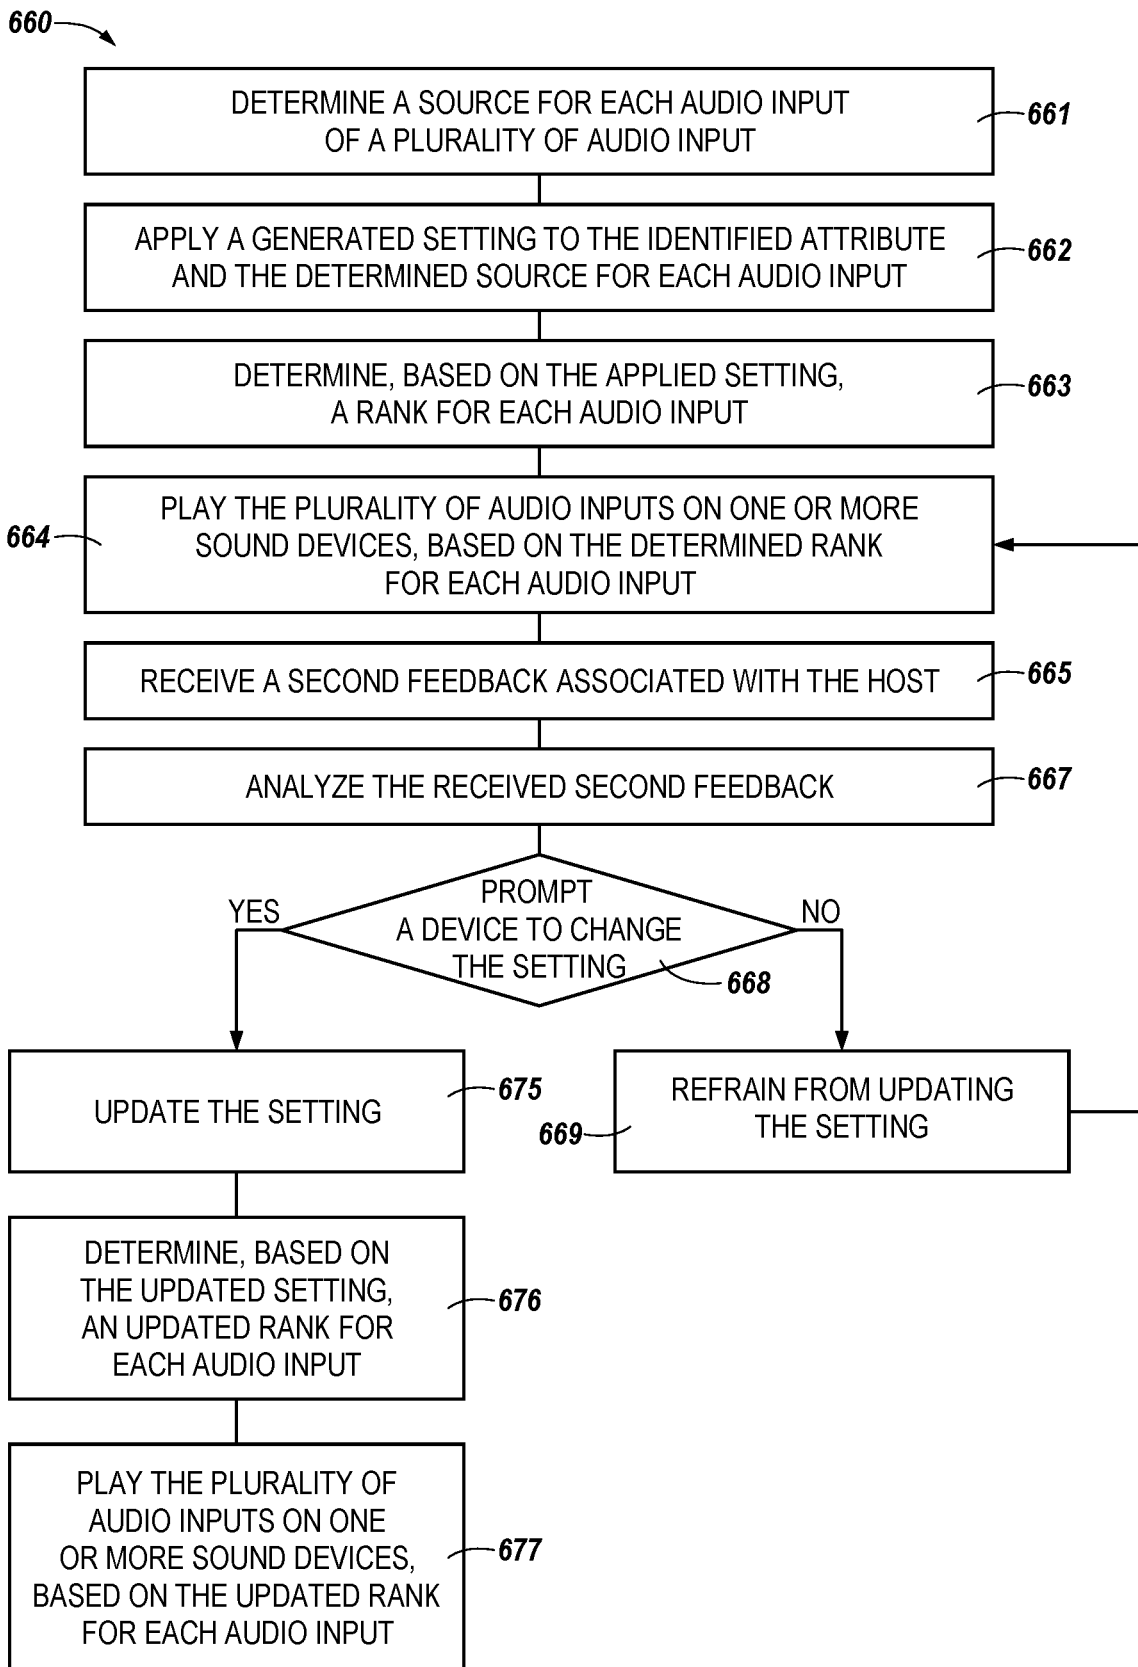 660
DETERMINE A SOURCE FOR EACH AUDIO INPUT
OF A PLURALITY OF AUDIO INPUT
661
APPLY A GENERATED SETTING TO THE IDENTIFIED ATTRIBUTE
AND THE DETERMINED SOURCE FOR EACH AUDIO INPUT
662
DETERMINE, BASED ON THE APPLIED SETTING,
A RANK FOR EACH AUDIO INPUT
663
PLAY THE PLURALITY OF AUDIO INPUTS ON ONE OR MORE
SOUND DEVICES, BASED ON THE DETERMINED RANK
FOR EACH AUDIO INPUT
664
RECEIVE A SECOND FEEDBACK ASSOCIATED WITH THE HOST
665
ANALYZE THE RECEIVED SECOND FEEDBACK
667
PROMPT
A DEVICE TO CHANGE
THE SETTING
668
YES
NO
UPDATE THE SETTING
675
REFRAIN FROM UPDATING
THE SETTING
669
DETERMINE, BASED ON
THE UPDATED SETTING,
AN UPDATED RANK FOR
EACH AUDIO INPUT
676
PLAY THE PLURALITY OF
AUDIO INPUTS ON ONE
OR MORE SOUND DEVICES,
BASED ON THE UPDATED RANK
FOR EACH AUDIO INPUT
677